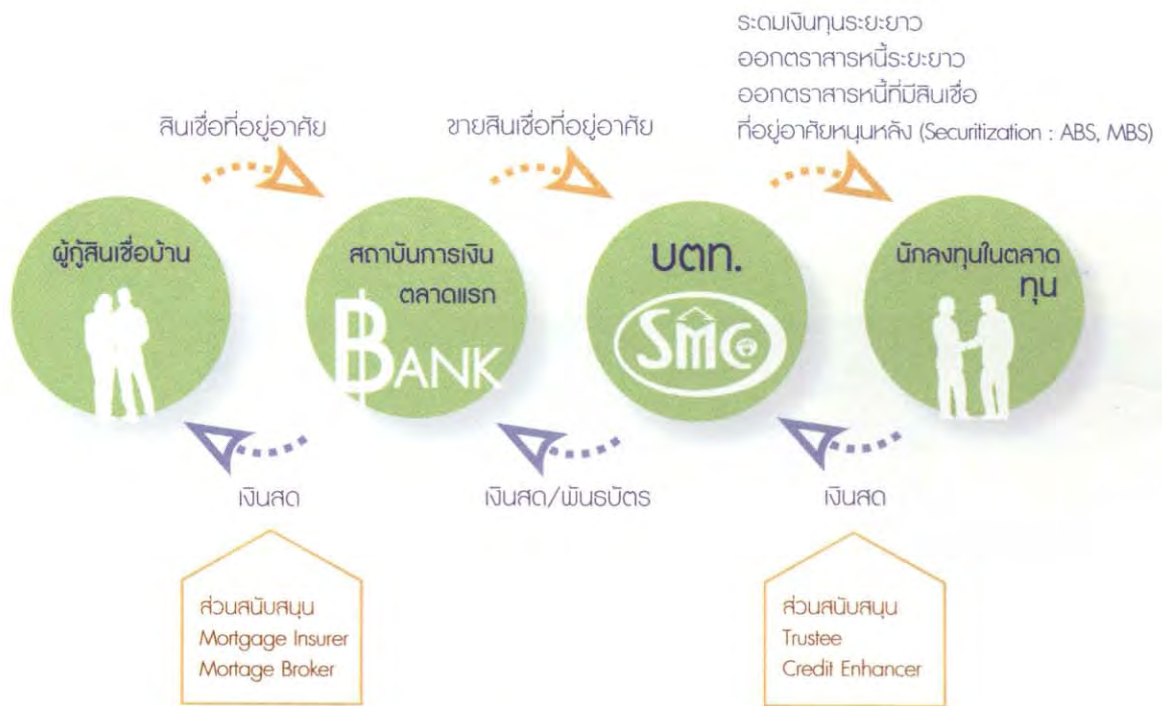 ระดมเงินทุนระยะยาว
ออกตราสารหนี้ระยะยาว
ออกตราสารหนี้ที่มีสินเชื่อ
ที่อยู่อาศัยหนุนหลัง (Securitization : ABS, MBS)
สินเชื่อที่อยู่อาศัย
ขายสินเชื่อที่อยู่อาศัย
ผู้กู้สินเชื่อบ้าน
สถาบันการเงิน
ตลาดแรก
BANK
บตท.
SMC
นักลงทุนในตลาด
ทุน
เงินสด
เงินสด/พันธบัตร
เงินสด
ส่วนสนับสนุน
Mortgage Insurer
Mortage Broker
ส่วนสนับสนุน
Trustee
Credit Enhancer